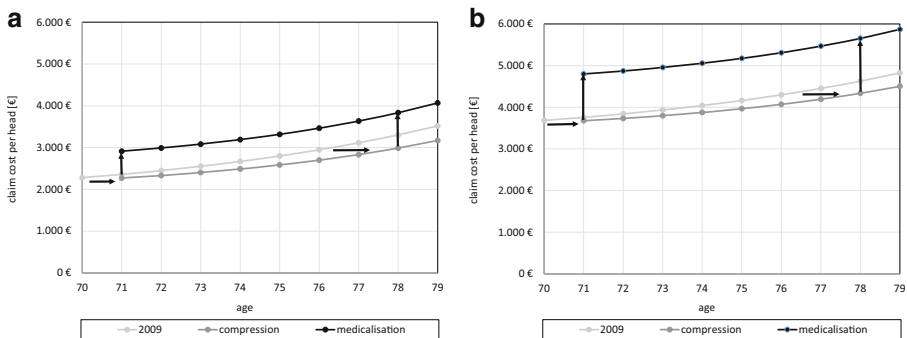 a
6.000 €
5.000 €
4.000 €
3.000 €
2.000 €
1.000 €
0 €
claim cost per head [€]
70 71 72 73 74 75 76 77 78 79
age
2009 compression medicalisation
b
6.000 €
5.000 €
4.000 €
3.000 €
2.000 €
1.000 €
0 €
claim cost per head [€]
70 71 72 73 74 75 76 77 78 79
age
2009 compression medicalisation